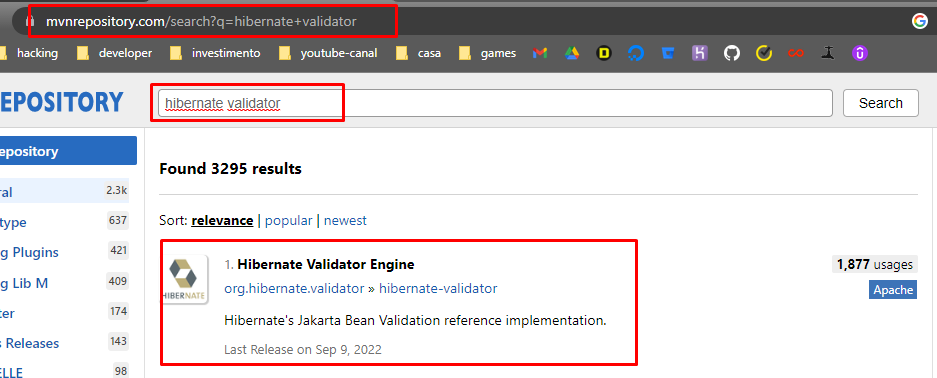 mvnrepository.com/search?q=hibernate+validator
hacking developer investimento youtube-canal casa games
EPOSITORY hibernate validator Search
epository
Found 3295 results
ral 2.3k
type 637
Sort: relevance | popular | newest
g Plugins 421
g Lib M 409
ter 174
s Releases 143
ELLE 98
1. Hibernate Validator Engine 1,877 usages
org.hibernate.validator » hibernate-validator Apache
HIBERNATE
Hibernate's Jakarta Bean Validation reference implementation.
Last Release on Sep 9, 2022